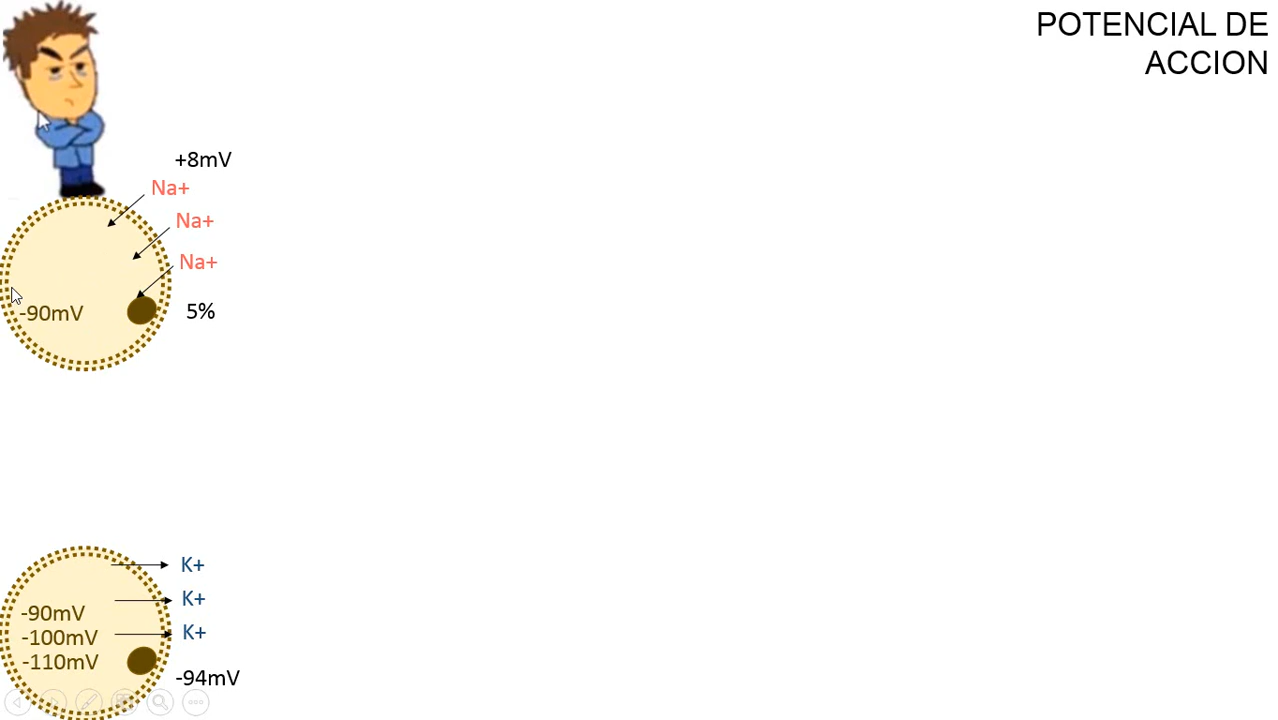 POTENCIAL DE
ACCION
+8mV
Na+
Na+
Na+
-90mV
5%
K+
K+
K+
-90mV
-100mV
-110mV
-94mV